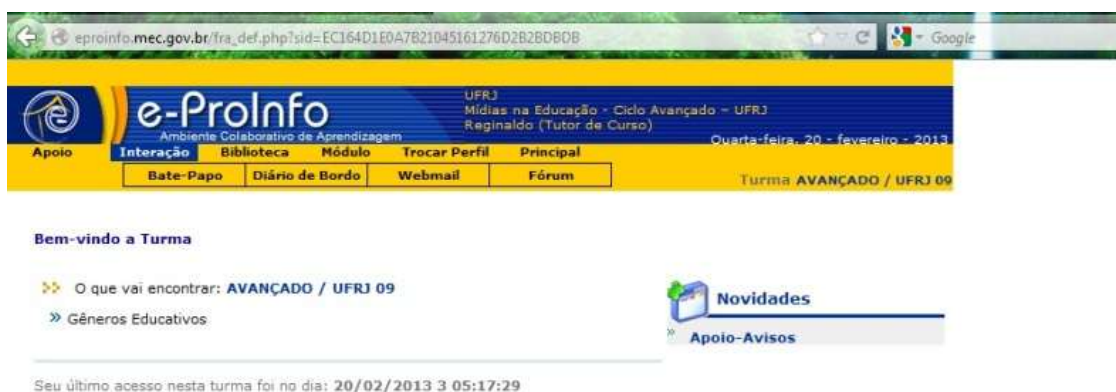 eproinfo.mec.gov.br/fra_def.php?sid=EC164D1E0A7B21045161276D2B2BDBDB
Google
e-ProInfo
Ambiente Colaborativo de Aprendizagem
UFRJ
Mídias na Educação - Ciclo Avançado - UFRJ
Reginaldo (Tutor de Curso)
Quarta-feira, 20 - fevereiro - 2013
Apoio Interação Biblioteca Módulo Trocar Perfil Principal
Bate-Papo Diário de Bordo Webmail Fórum
Turma AVANÇADO / UFRJ 09
Bem-vindo a Turma
O que vai encontrar: AVANÇADO / UFRJ 09
» Gêneros Educativos
Novidades
» Apoio-Avisos
Seu último acesso nesta turma foi no dia: 20/02/2013 3 05:17:29